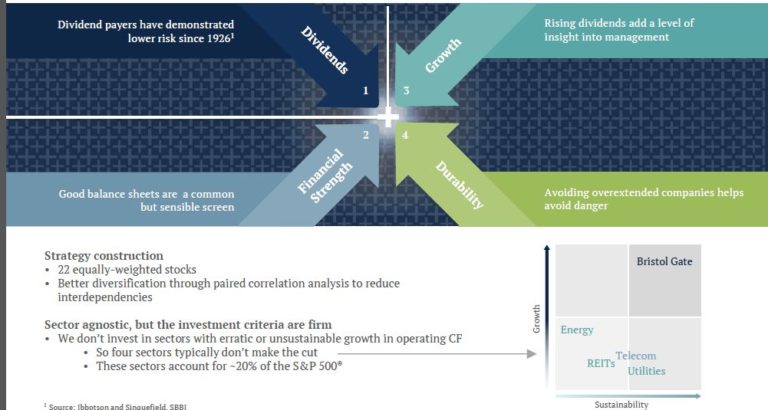 Dividend payers have demonstrated
lower risk since 1926¹
Dividends
1
Rising dividends add a level of
insight into management
Growth
3
Good balance sheets are a common
but sensible screen
Financial
Strength
2
Avoiding overextended companies helps
avoid danger
Durability
4
Strategy construction
• 22 equally-weighted stocks
• Better diversification through paired correlation analysis to reduce
interdependencies
Sector agnostic, but the investment criteria are firm
• We don't invest in sectors with erratic or unsustainable growth in operating CF
• So four sectors typically don't make the cut
• These sectors account for ~20% of the S&P 500®
Growth
Bristol Gate
Energy
Telecom
REITs
Utilities
Sustainability
¹ Source: Ibbotson and Sinquefield, SBBI